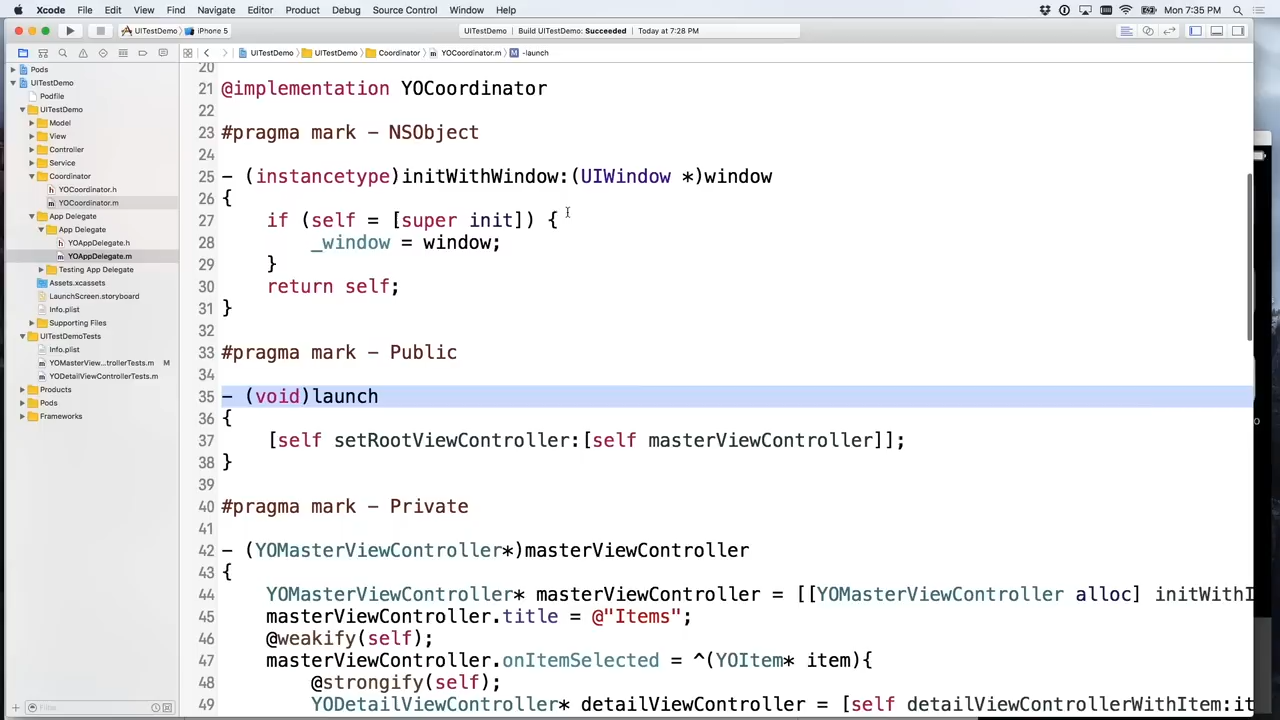 Xcode File Edit View Find Navigate Editor Product Debug Source Control Window Help Mon 7:35 PM
UITestDemo iPhone 5 UITestDemo Build UITestDemo: Succeeded Today at 7:28 PM
UITestDemo UITestDemo Coordinator YOCoordinator.m -launch
Pods
UITestDemo
Podfile
UITestDemo
Model
View
Controller
Service
Coordinator
YOCoordinator.h
YOCoordinator.m
App Delegate
App Delegate
YOAppDelegate.h
YOAppDelegate.m
Testing App Delegate
Assets.xcassets
LaunchScreen.storyboard
Info.plist
Supporting Files
UITestDemoTests
Info.plist
YOMasterView...trollerTests.m M
YODetailViewControllerTests.m
Products
Pods
Frameworks
Filter
20
21 @implementation YOCoordinator
22
23 #pragma mark - NSObject
24
25 - (instancetype)initWithWindow:(UIWindow *)window
26 {
27 if (self = [super init]) {
28 _window = window;
29 }
30 return self;
31 }
32
33 #pragma mark - Public
34
35 - (void)launch
36 {
37 [self setRootViewController:[self masterViewController]];
38 }
39
40 #pragma mark - Private
41
42 - (YOMasterViewController*)masterViewController
43 {
44 YOMasterViewController* masterViewController = [[YOMasterViewController alloc] initWithI
45 masterViewController.title = @"Items";
46 @weakify(self);
47 masterViewController.onItemSelected = ^(YOItem* item){
48 @strongify(self);
49 YODetailViewController* detailViewController = [self detailViewControllerWithItem:it